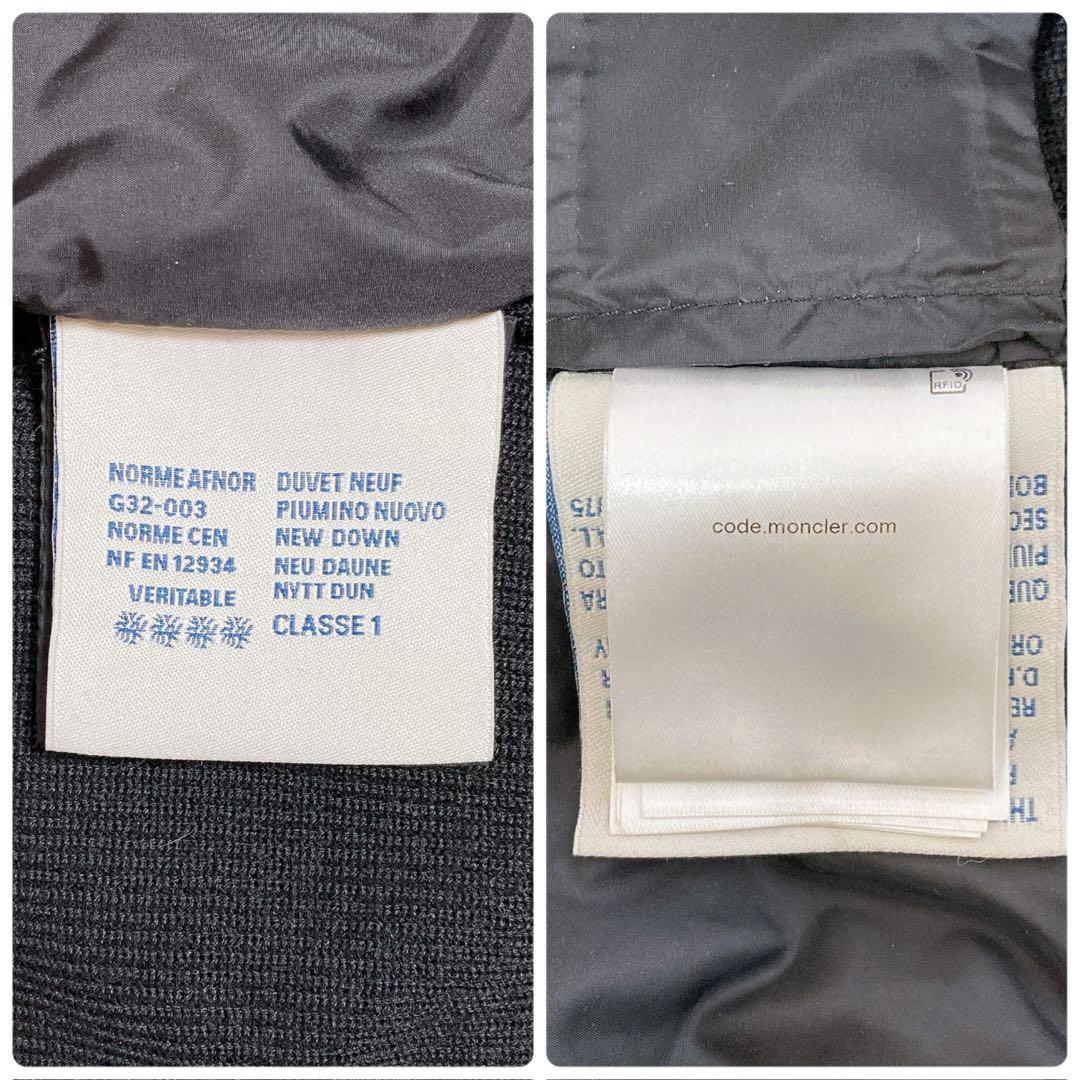 NORME AFNOR
G32-003
NORME CEN
NF EN 12934
VERITABLE
DUVET NEUF
PIUMINO NUOVO
NEW DOWN
NEU DAUNE
NYTT DUN
CLASSE 1
RFID
code.moncler.com